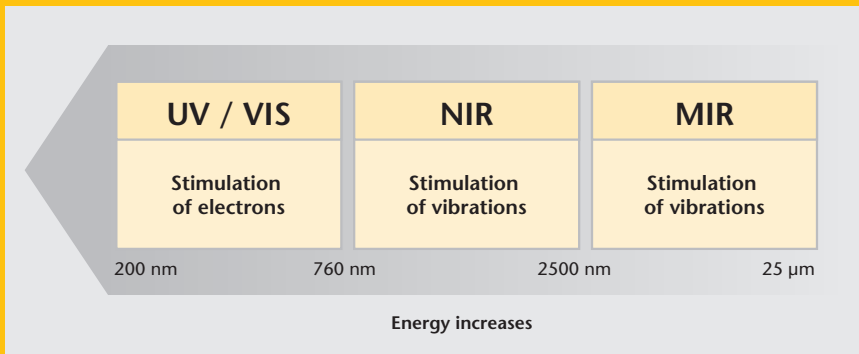 UV / VIS
Stimulation
of electrons
NIR
Stimulation
of vibrations
MIR
Stimulation
of vibrations
200 nm
760 nm
2500 nm
25 µm
Energy increases